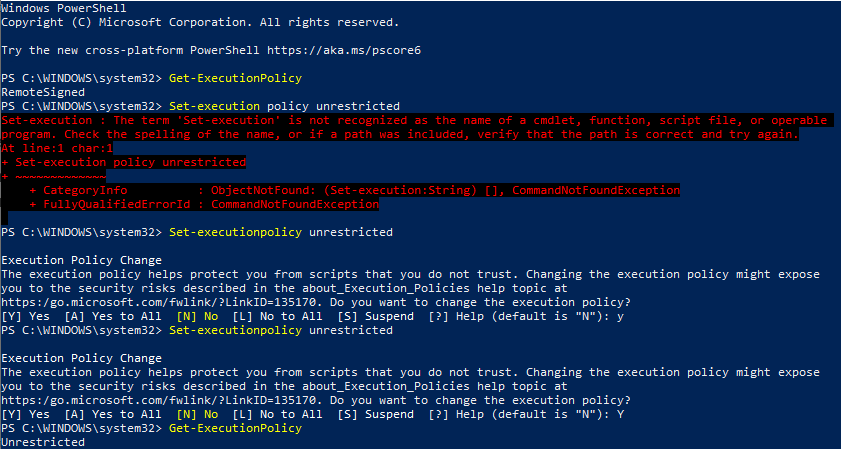 Windows PowerShell
Copyright (C) Microsoft Corporation. All rights reserved.
Try the new cross-platform PowerShell https://aka.ms/pscore6
PS C:\WINDOWS\system32> Get-ExecutionPolicy
RemoteSigned
PS C:\WINDOWS\system32> Set-execution policy unrestricted
Set-execution : The term 'Set-execution' is not recognized as the name of a cmdlet, function, script file, or operable
program. Check the spelling of the name, or if a path was included, verify that the path is correct and try again.
At line:1 char:1
+ Set-execution policy unrestricted
+ ~~~~~~~~~~~~~
    + CategoryInfo          : ObjectNotFound: (Set-execution:String) [], CommandNotFoundException
    + FullyQualifiedErrorId : CommandNotFoundException
PS C:\WINDOWS\system32> Set-executionpolicy unrestricted
Execution Policy Change
The execution policy helps protect you from scripts that you do not trust. Changing the execution policy might expose
you to the security risks described in the about_Execution_Policies help topic at
https:/go.microsoft.com/fwlink/?LinkID=135170. Do you want to change the execution policy?
[Y] Yes  [A] Yes to All  [N] No  [L] No to All  [S] Suspend  [?] Help (default is "N"): y
PS C:\WINDOWS\system32> Set-executionpolicy unrestricted
Execution Policy Change
The execution policy helps protect you from scripts that you do not trust. Changing the execution policy might expose
you to the security risks described in the about_Execution_Policies help topic at
https:/go.microsoft.com/fwlink/?LinkID=135170. Do you want to change the execution policy?
[Y] Yes  [A] Yes to All  [N] No  [L] No to All  [S] Suspend  [?] Help (default is "N"): Y
PS C:\WINDOWS\system32> Get-ExecutionPolicy
Unrestricted